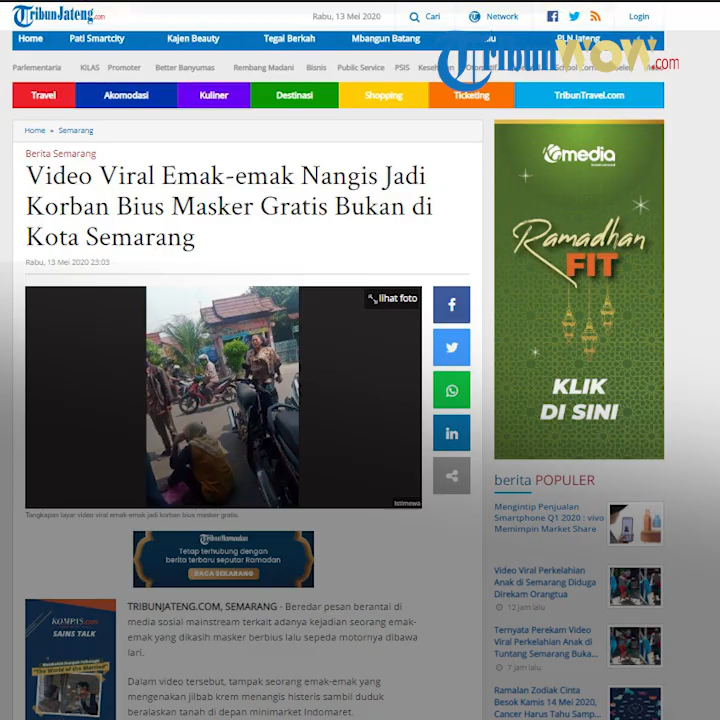 TribunJateng.com
Rabu, 13 Mei 2020
Cari
Network
Login
Home
Pati Smartcity
Kajen Beauty
Tegal Berkah
Mbangun Batang
PLN Jateng
TribunWOW.com
Parlementaria
KILAS
Promoter
Better Banyumas
Rembang Madani
Bisnis
Public Service
PSIS
Travel
Akomodasi
Kuliner
Destinasi
Shopping
Ticketing
TribunTravel.com
Home » Semarang
Berita Semarang
Video Viral Emak-emak Nangis Jadi
Korban Bius Masker Gratis Bukan di
Kota Semarang
Rabu, 13 Mei 2020 23:03
lihat foto
Istimewa
Tangkapan layar video viral emak emak jadi korban bius masker gratis.
TribunRamadan
Tetap terhubung dengan
berita terbaru seputar Ramadan
BACA SEKARANG
KOMPAS.com
SAINS TALK
"The World of the Married"
TRIBUNJATENG.COM, SEMARANG - Beredar pesan berantai di
media sosial mainstream terkait adanya kejadian seorang emak-
emak yang dikasih masker berbius lalu sepeda motornya dibawa
lari.
Dalam video tersebut, tampak seorang emak-emak yang
mengenakan jilbab krem menangis histeris sambil duduk
beralaskan tanah di depan minimarket Indomaret.
Gmedia
Ramadhan
FIT
KLIK
DI SINI
berita POPULER
Mengintip Penjualan
Smartphone Q1 2020 : vivo
Memimpin Market Share
Video Viral Perkelahian
Anak di Semarang Diduga
Direkam Orangtua
12 jam lalu
Ternyata Perekam Video
Viral Perkelahian Anak di
Tuntang Semarang Buka...
7 jam lalu
Ramalan Zodiak Cinta
Besok Kamis 14 Mei 2020,
Cancer Harus Tahu Samp...